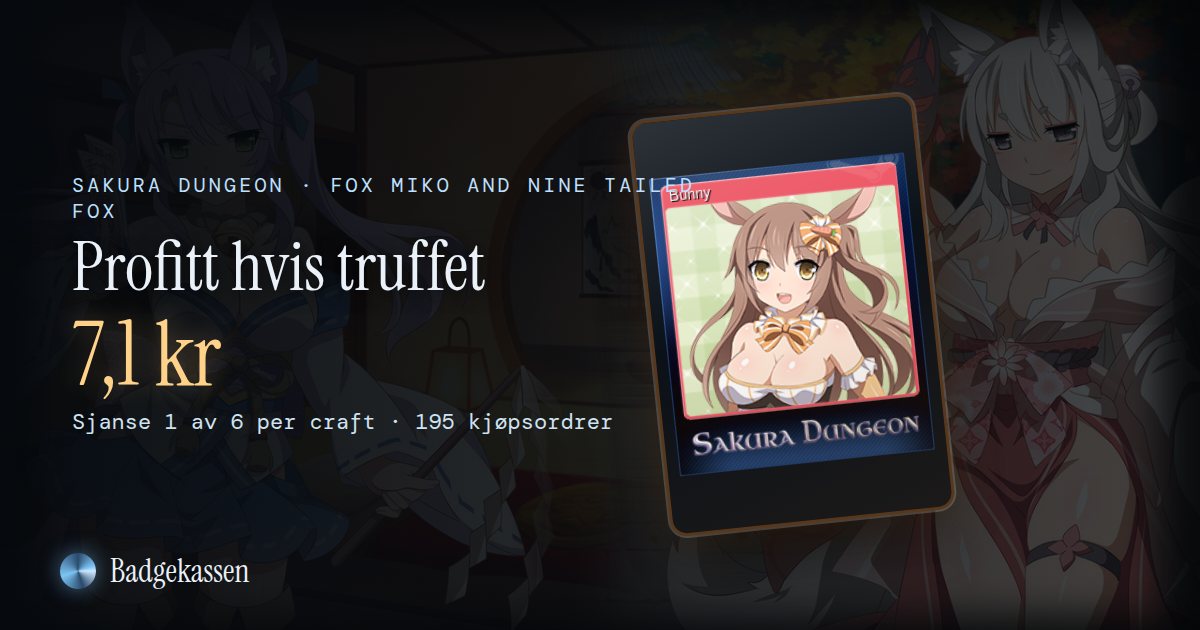 SAKURA DUNGEON · FOX MIKO AND NINE TAILED
FOX
Profitt hvis truffet
7,1 kr
Sjanse 1 av 6 per craft · 195 kjøpsordrer
Badgekassen
Bunny
SAKURA DUNGEON